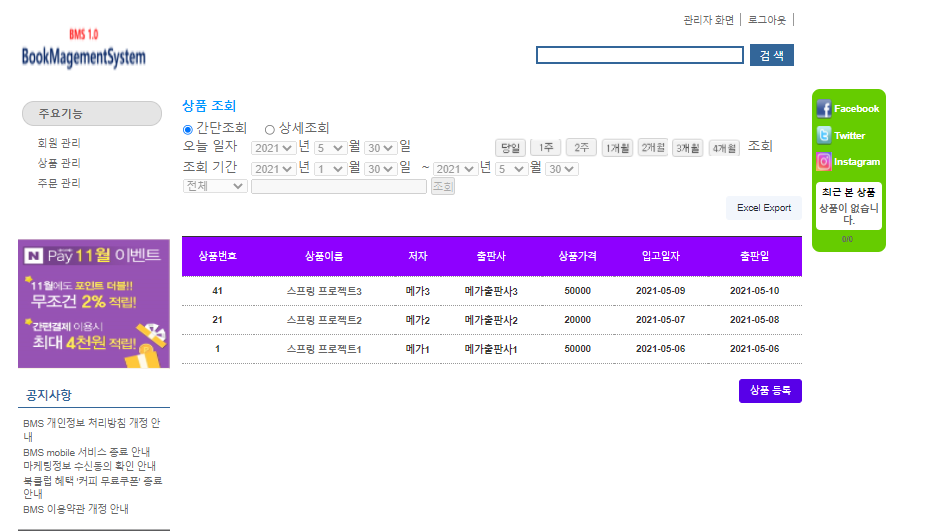 관리자 화면 | 로그아웃 |
BMS 1.0
BookMagementSystem
검 색
주요기능
회원 관리
상품 관리
주문 관리
N Pay 11월 이벤트
11월에도 포인트 더블!!
무조건 2% 적립!
간편결제 이용시
최대 4천원 적립!
공지사항
BMS 개인정보 처리방침 개정 안
내
BMS mobile 서비스 종료 안내
마케팅정보 수신동의 확인 안내
북클럽 혜택 '커피 무료쿠폰' 종료
안내
BMS 이용약관 개정 안내
상품 조회
간단조회 상세조회
오늘 일자 2021 년 5 월 30 일 당일 1주 2주 1개월 2개월 3개월 4개월 조회
조회 기간 2021 년 1 월 30 일 ~ 2021 년 5 월 30
전체 조회
Excel Export
상품번호 상품이름 저자 출판사 상품가격 입고일자 출판일
41 스프링 프로젝트3 메가3 메가출판사3 50000 2021-05-09 2021-05-10
21 스프링 프로젝트2 메가2 메가출판사2 20000 2021-05-07 2021-05-08
1 스프링 프로젝트1 메가1 메가출판사1 50000 2021-05-06 2021-05-06
상품 등록
Facebook
Twitter
Instagram
최근 본 상품
상품이 없습니
다.
0/0